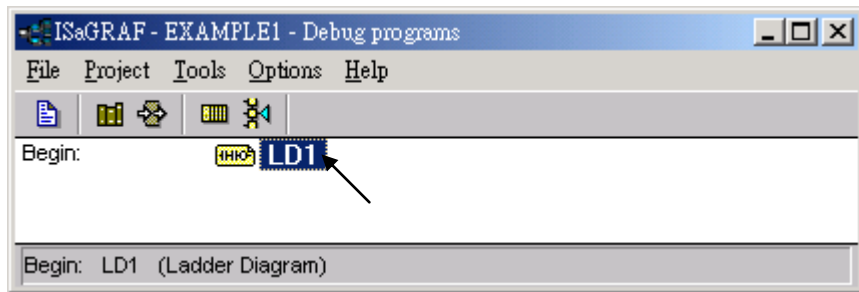 ISaGRAF - EXAMPLE1 - Debug programs
File Project Tools Options Help
Begin: LD1
Begin: LD1 (Ladder Diagram)